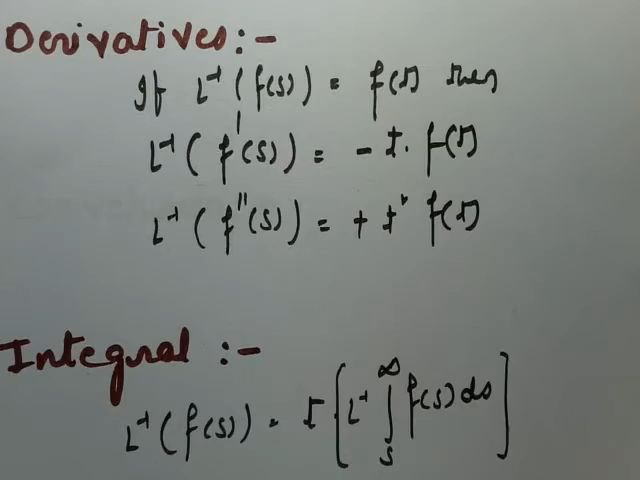 Derivatives:-
If L⁻¹(f(s)) = f(t) then
L⁻¹(f'(s)) = -t. f(t)
L⁻¹(f''(s)) = +t² f(t)
Integral :-
L⁻¹(f(s)) = t[L⁻¹ ∫ₛ^∞ f(s) ds]